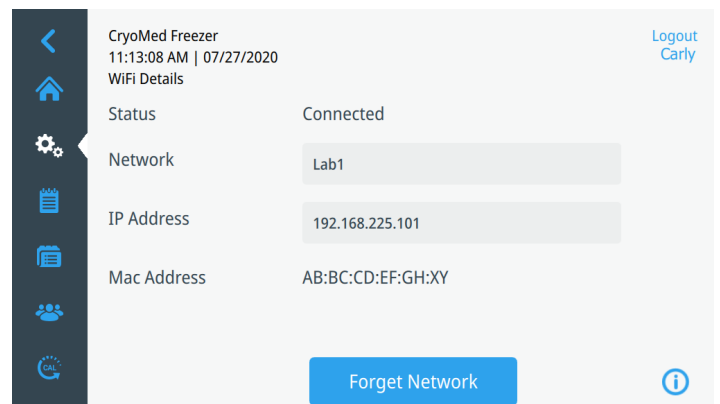 CryoMed Freezer
Logout
11:13:08 AM | 07/27/2020
Carly
WiFi Details
Status Connected
Network Lab1
IP Address 192.168.225.101
Mac Address AB:BC:CD:EF:GH:XY
CAL
Forget Network